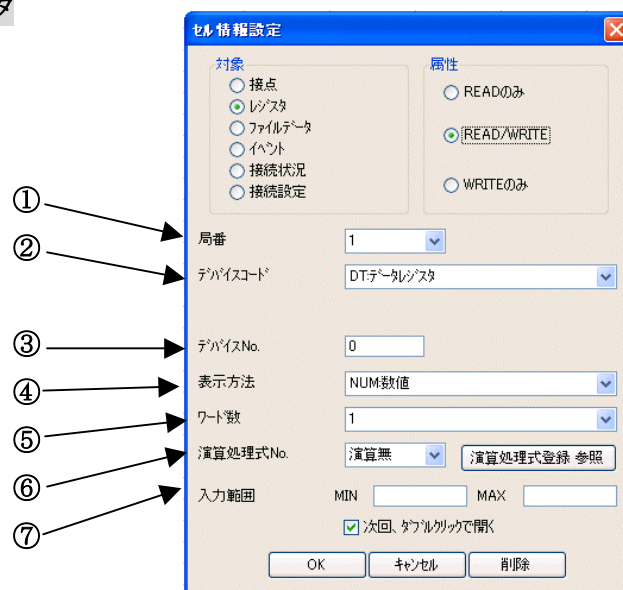 タ
セル情報設定
対象
接点
レジスタ
ファイルデータ
イベント
接続状況
接続設定
属性
READのみ
READ/WRITE
WRITEのみ
① 局番 1
② デバイスコード DT:データレジスタ
③ デバイスNo. 0
④ 表示方法 NUM:数値
⑤ ワード数 1
⑥ 演算処理式No. 演算無 演算処理式登録 参照
⑦ 入力範囲 MIN MAX
次回、ダブルクリックで開く
OK キャンセル 削除